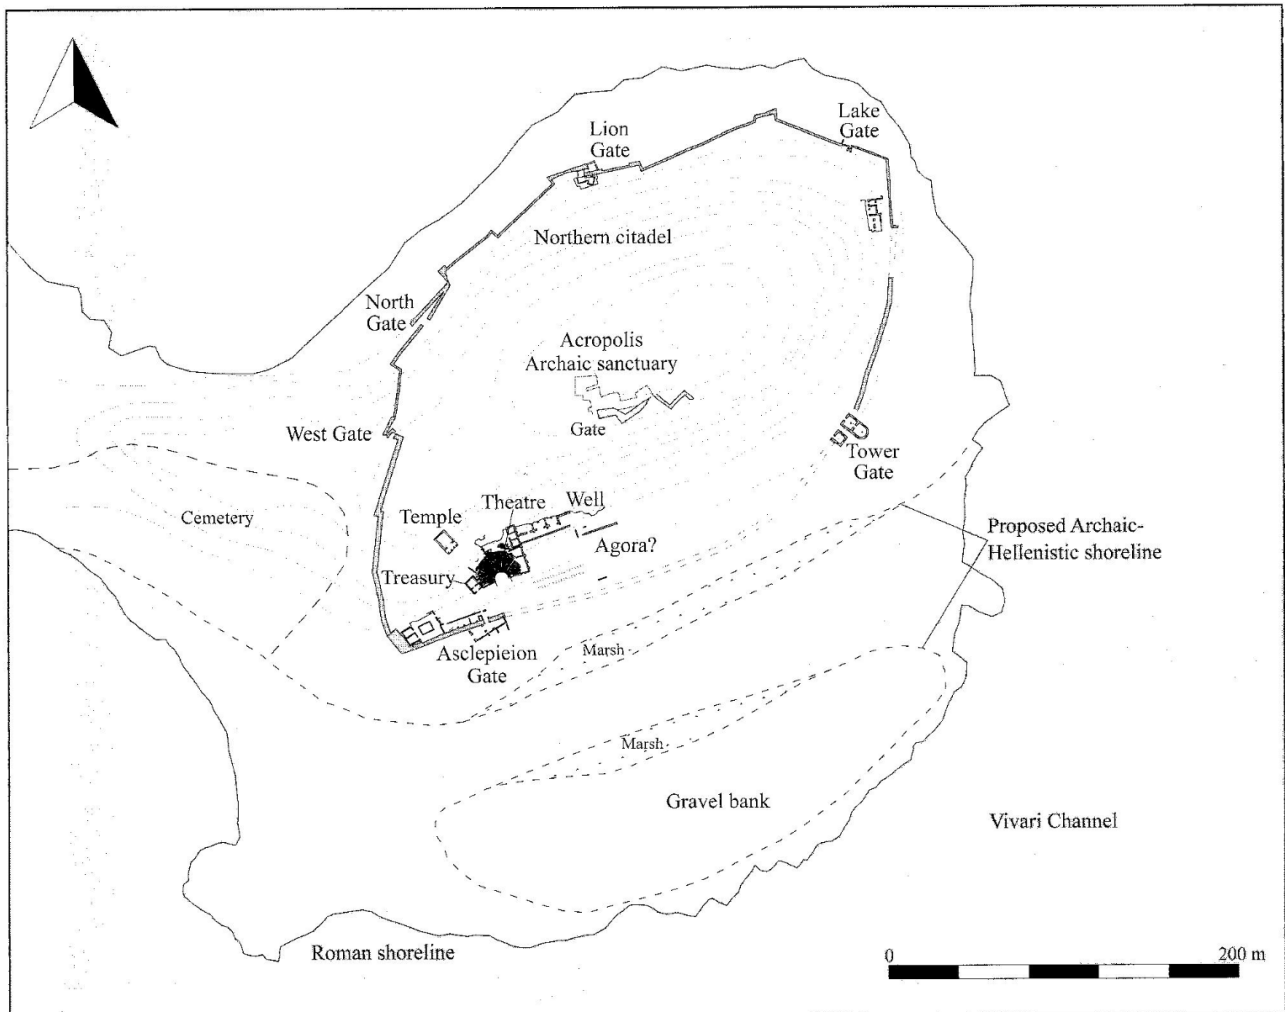 Lake
Gate
Lion
Gate
Northern citadel
North
Gate
Acropolis
Archaic sanctuary
Gate
West Gate
Tower
Gate
Cemetery
Temple
Theatre
Well
Agora?
Proposed Archaic-
Hellenistic shoreline
Treasury
Asclepieion
Gate
Marsh
Marsh
Gravel bank
Vivari Channel
Roman shoreline
0
200 m